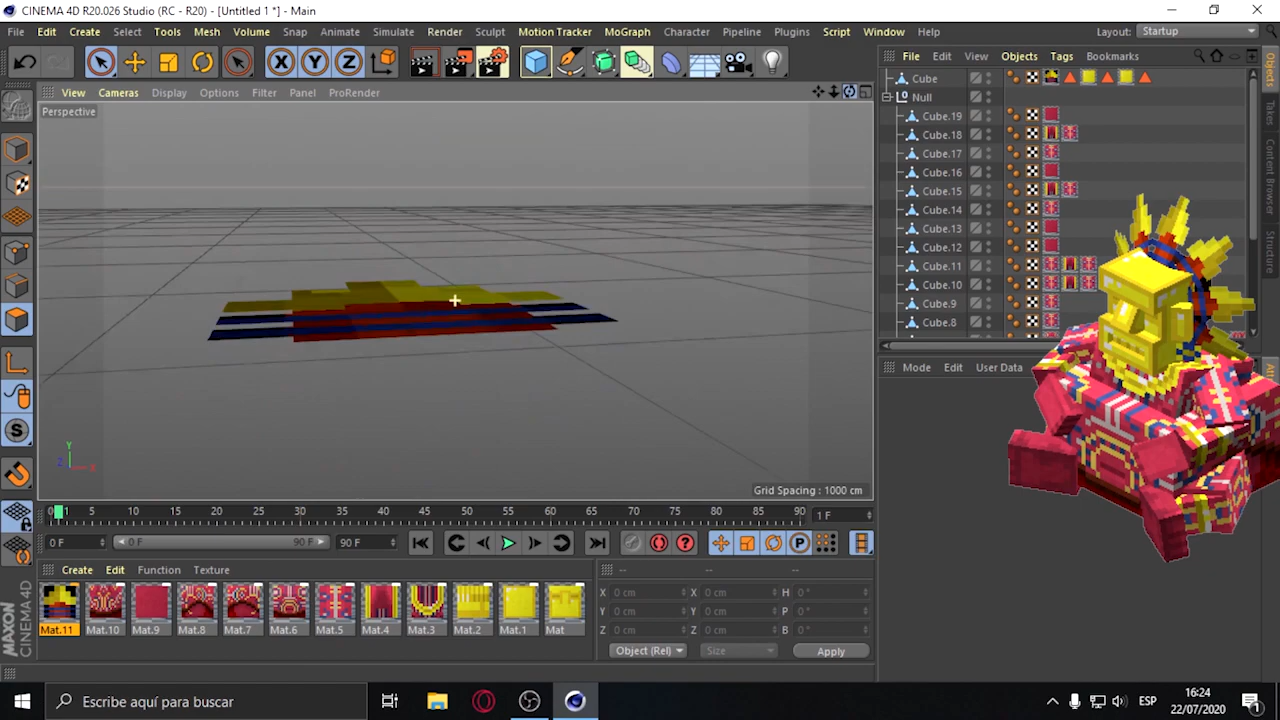 CINEMA 4D R20.026 Studio (RC - R20) - [Untitled 1 *] - Main
File Edit Create Select Tools Mesh Volume Snap Animate Simulate Render Sculpt Motion Tracker MoGraph Character Pipeline Plugins Script Window Help Layout: Startup
X Y Z
File Edit View Objects Tags Bookmarks
View Cameras Display Options Filter Panel ProRender
Perspective
Cube
Null
Cube.19
Cube.18
Cube.17
Cube.16
Cube.15
Cube.14
Cube.13
Cube.12
Cube.11
Cube.10
Cube.9
Cube.8
Objects
Takes
Content Browser
Structure
Mode Edit User Data
S
Y
Z X
Grid Spacing : 1000 cm
0 1 5 10 15 20 25 30 35 40 45 50 55 60 65 70 75 80 85 90 1 F
0 F 0 F 90 F 90 F
P
Create Edit Function Texture
-- -- --
Mat.11 Mat.10 Mat.9 Mat.8 Mat.7 Mat.6 Mat.5 Mat.4 Mat.3 Mat.2 Mat.1 Mat
X 0 cm X 0 cm H 0 °
Y 0 cm Y 0 cm P 0 °
Z 0 cm Z 0 cm B 0 °
Object (Rel) Size Apply
MAXON
CINEMA 4D
Escribe aquí para buscar
ESP
16:24
22/07/2020
1